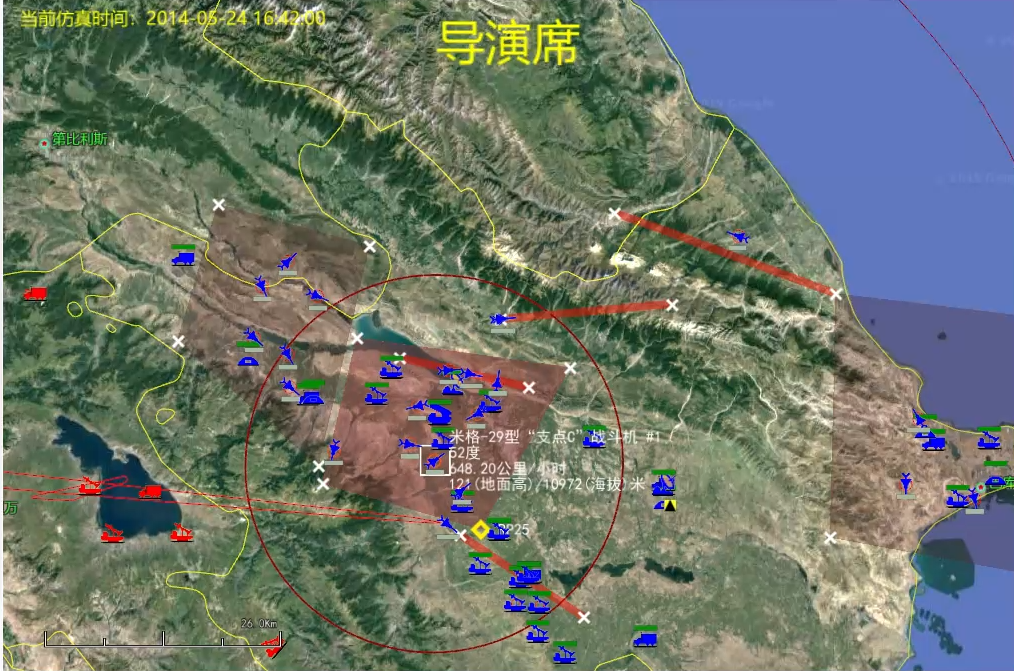 当前仿真时间：2014-05-24 16:42:00
导演席
第比利斯
米格-29型 “支点C”战斗机 #1 /
52度
648.20公里/小时
121(地面高)/10972(海拔)米
26.0Km